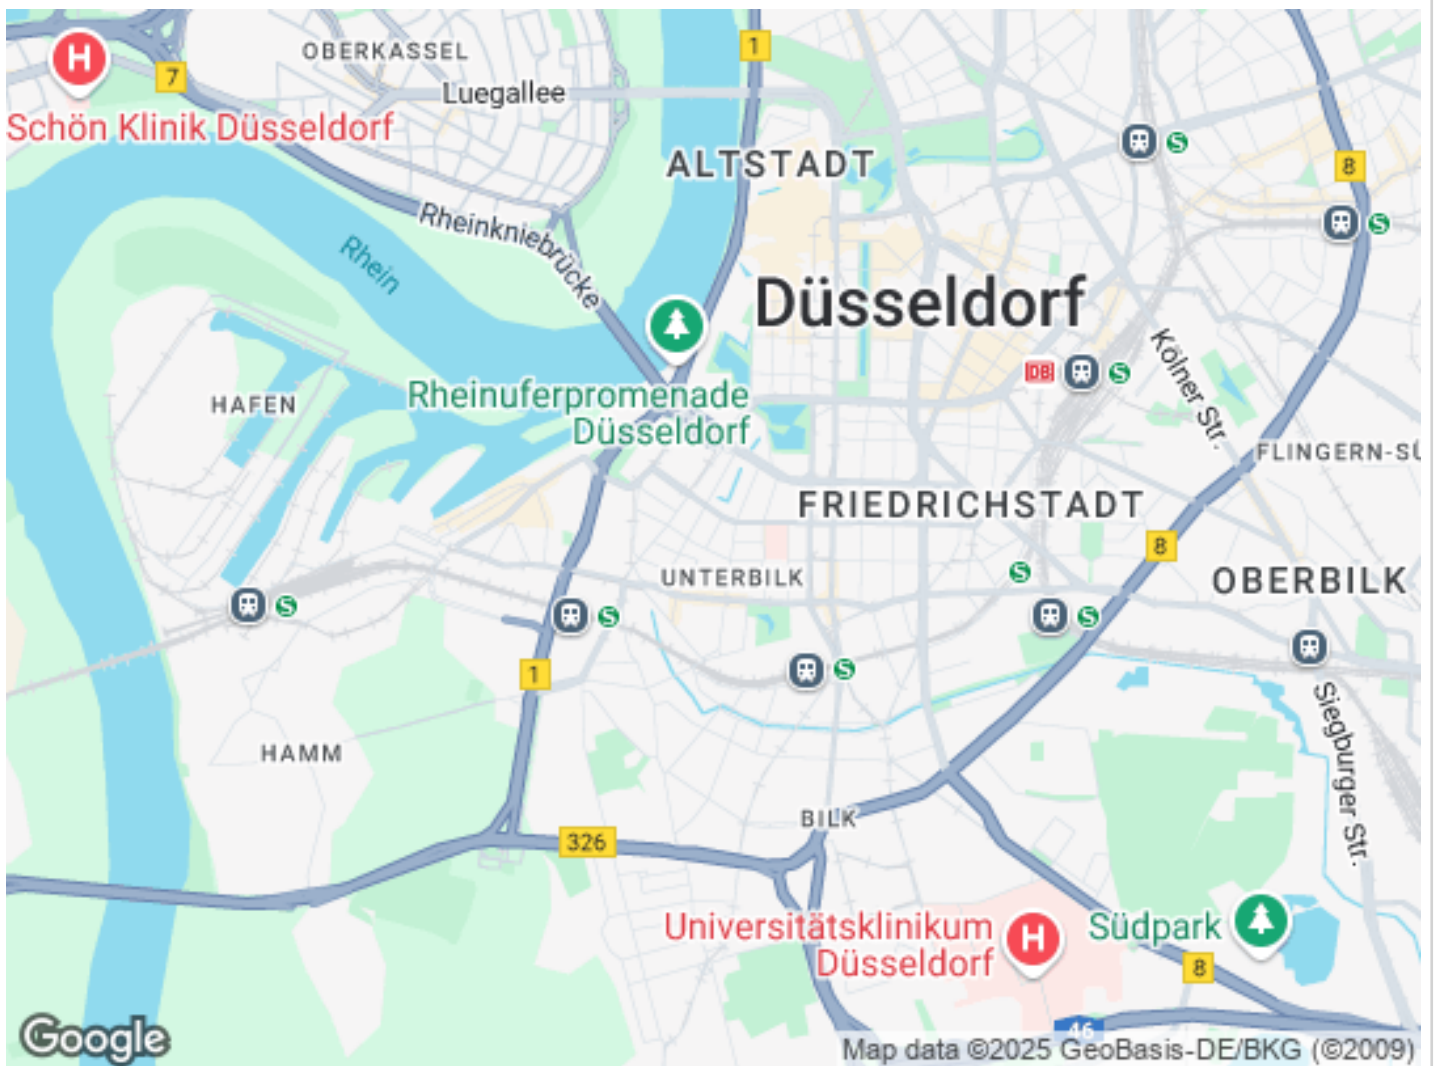 OBERKASSEL
1
H
7
Luegallee
Schön Klinik Düsseldorf
S
ALTSTADT
8
Rheinkniebrücke
S
Rhein
Düsseldorf
Kölner Str.
DB
S
Rheinuferpromenade
Düsseldorf
HAFEN
FLINGERN-SÜ
FRIEDRICHSTADT
8
S
UNTERBILK
OBERBILK
S
S
S
S
1
Siegburger Str.
HAMM
BILK
326
Universitätsklinikum
Düsseldorf
H
Südpark
8
46
Google
Map data ©2025 GeoBasis-DE/BKG (©2009)